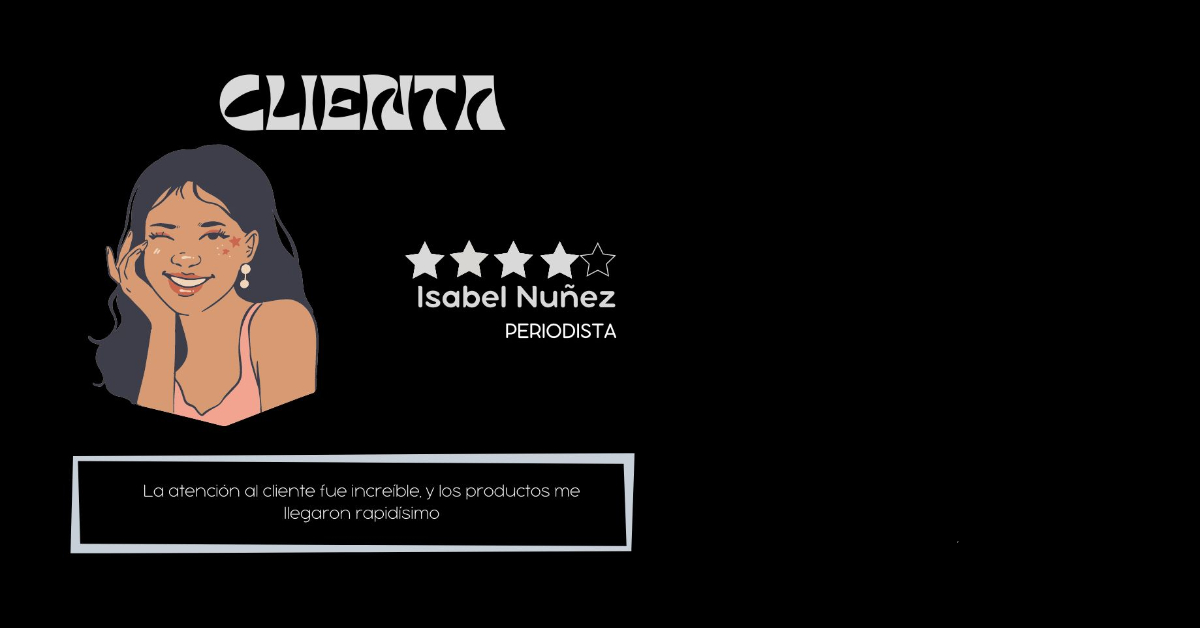 CLIENTA
Isabel Nuñez
PERIODISTA
La atención al cliente fue increíble, y los productos me
llegaron rapidísimo